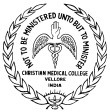 NOT TO BE MINISTERED UNTO BUT TO MINISTER
CHRISTIAN MEDICAL COLLEGE
VELLORE
INDIA